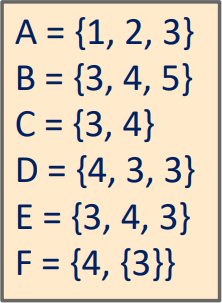 A = {1, 2, 3}
B = {3, 4, 5}
C = {3, 4}
D = {4, 3, 3}
E = {3, 4, 3}
F = {4, {3}}